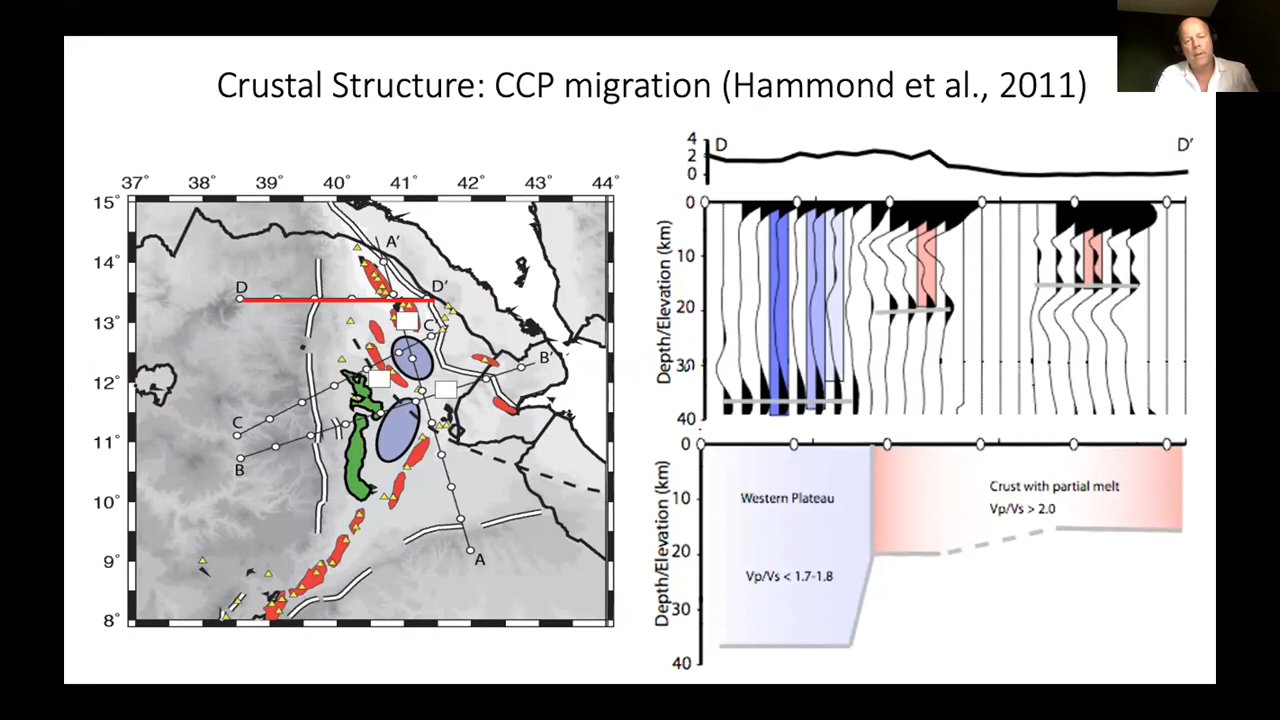 Crustal Structure: CCP migration (Hammond et al., 2011)
37° 38° 39° 40° 41° 42° 43° 44°
15°
14°
13°
12°
11°
10°
9°
8°
A'
D
D'
C'
B'
C
B
A
4
2
0
D
D'
Depth/Elevation (km)
0
10
20
30
40
Depth/Elevation (km)
0
10
20
30
40
Western Plateau
Vp/Vs < 1.7-1.8
Crust with partial melt
Vp/Vs > 2.0